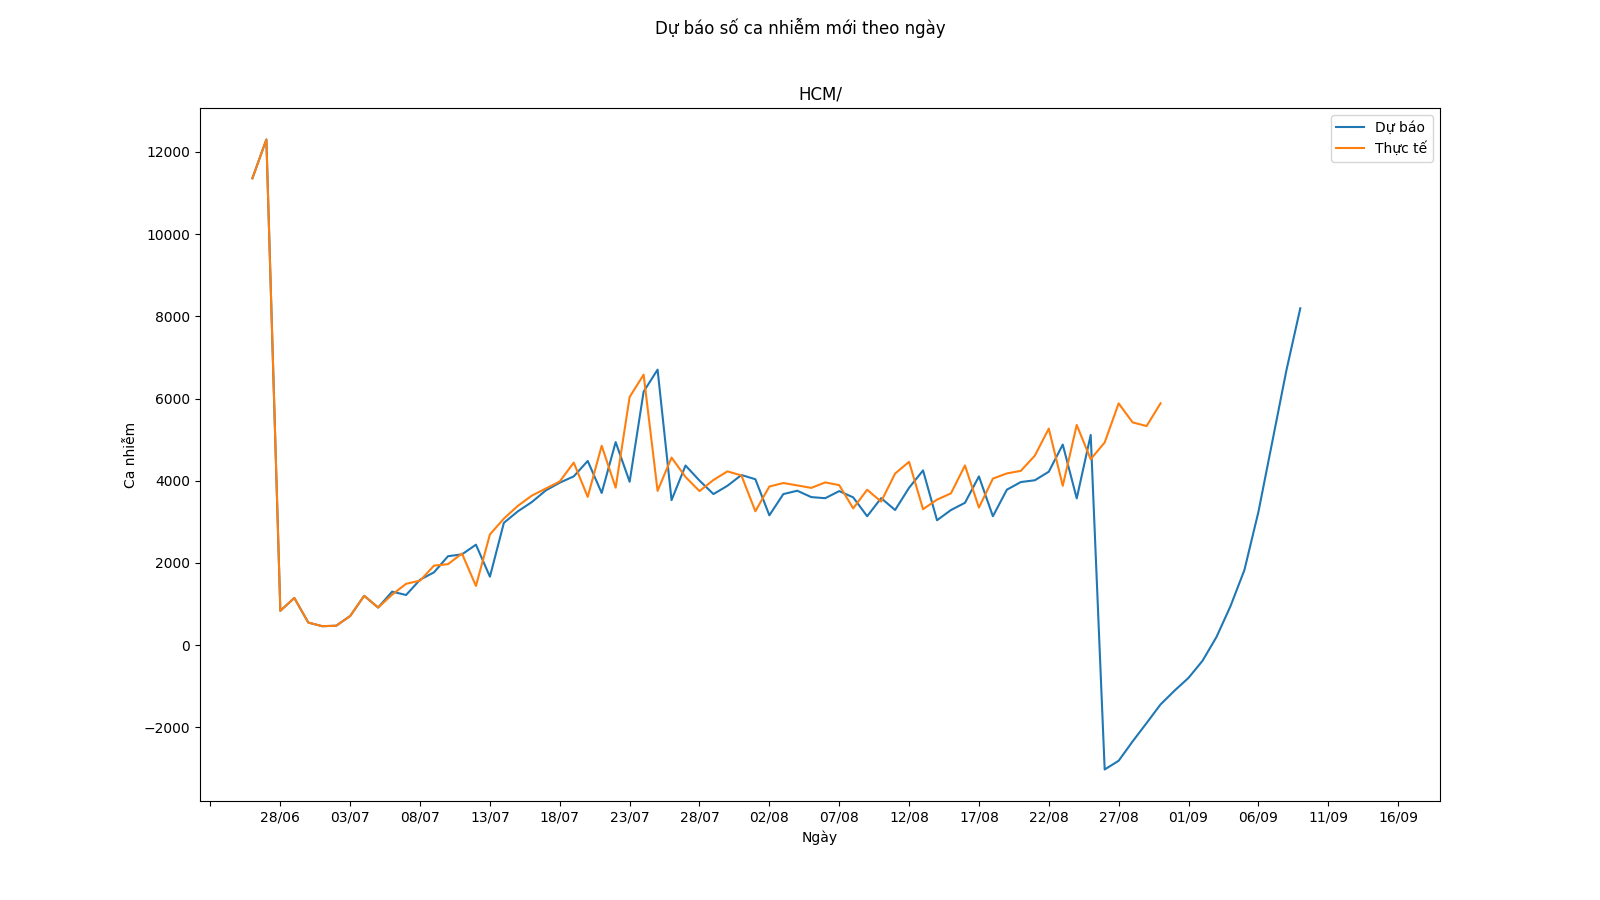 Dự báo số ca nhiễm mới theo ngày
HCM/
Dự báo
Thực tế
12000
10000
8000
6000
4000
2000
0
−2000
Ca nhiễm
28/06 03/07 08/07 13/07 18/07 23/07 28/07 02/08 07/08 12/08 17/08 22/08 27/08 01/09 06/09 11/09 16/09
Ngày